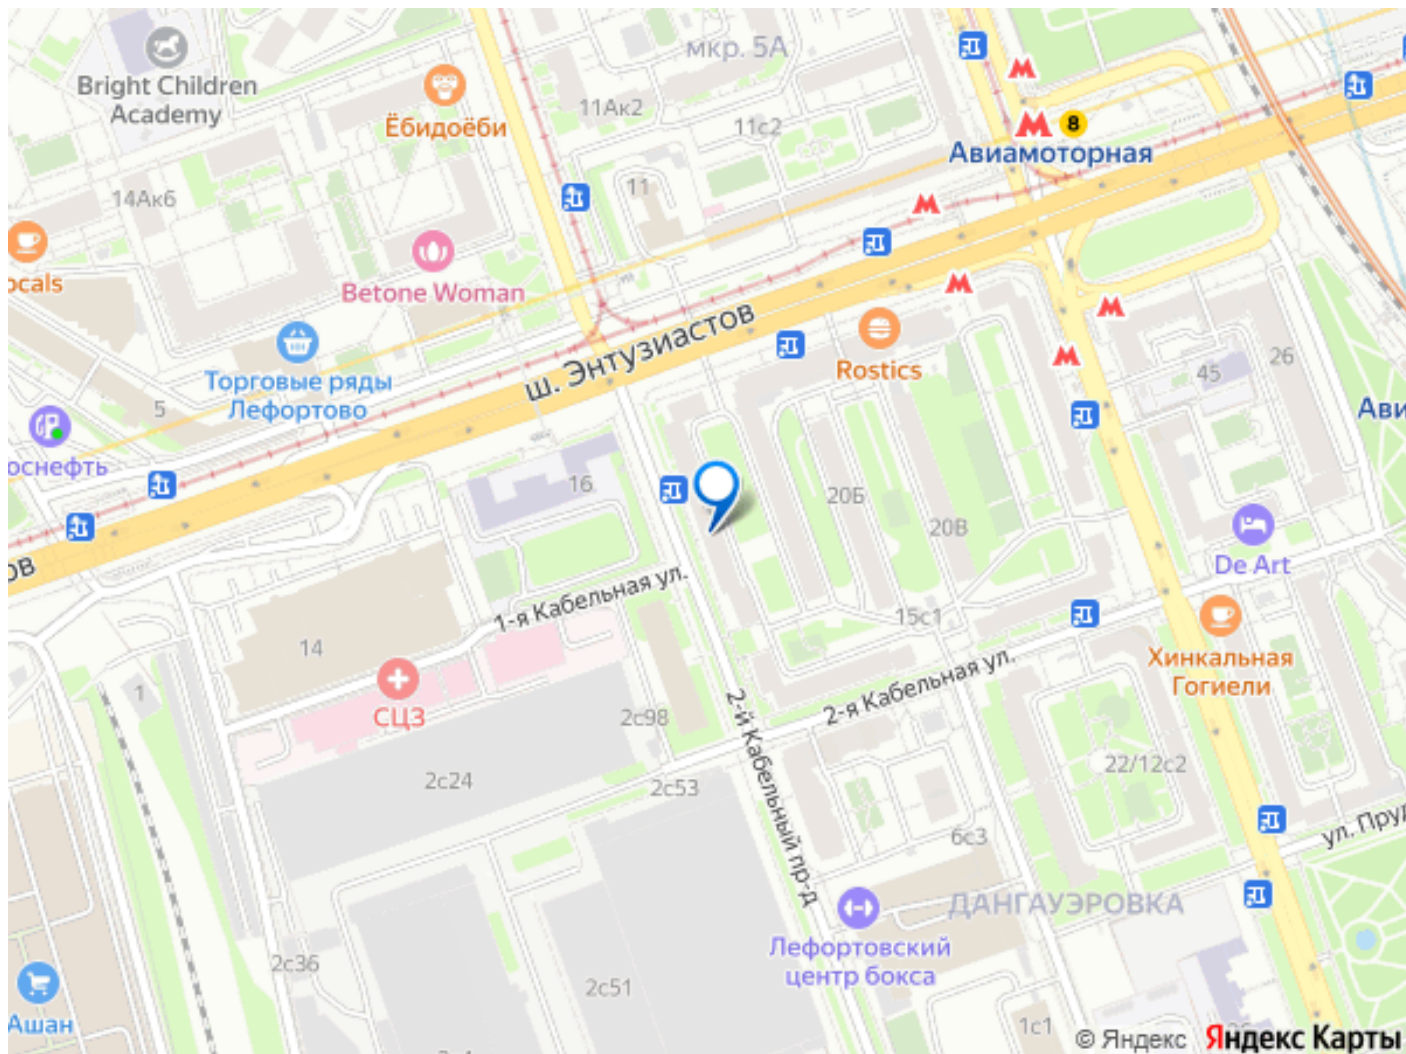 мкр. 5А
Bright Children
Academy
Ёбидоёби
11Ак2
11с2
8
Авиамоторная
14Ак6
11
ocals
Betone Woman
ш. Энтузиастов
Торговые ряды
Лефортово
5
Rostics
26
45
Ави
оснефть
16
20Б
20В
De Art
ов
1-я Кабельная ул.
15с1
14
1
СЦЗ
2с98
2-я Кабельная ул.
Хинкальная
Гогиели
2-й Кабельный пр-д
2с24
2с53
22/12с2
6с3
ул. Пруд
ДАНГАУЭРОВКА
Лефортовский
центр бокса
2с36
2с51
Ашан
1с1
© Яндекс Яндекс Карты